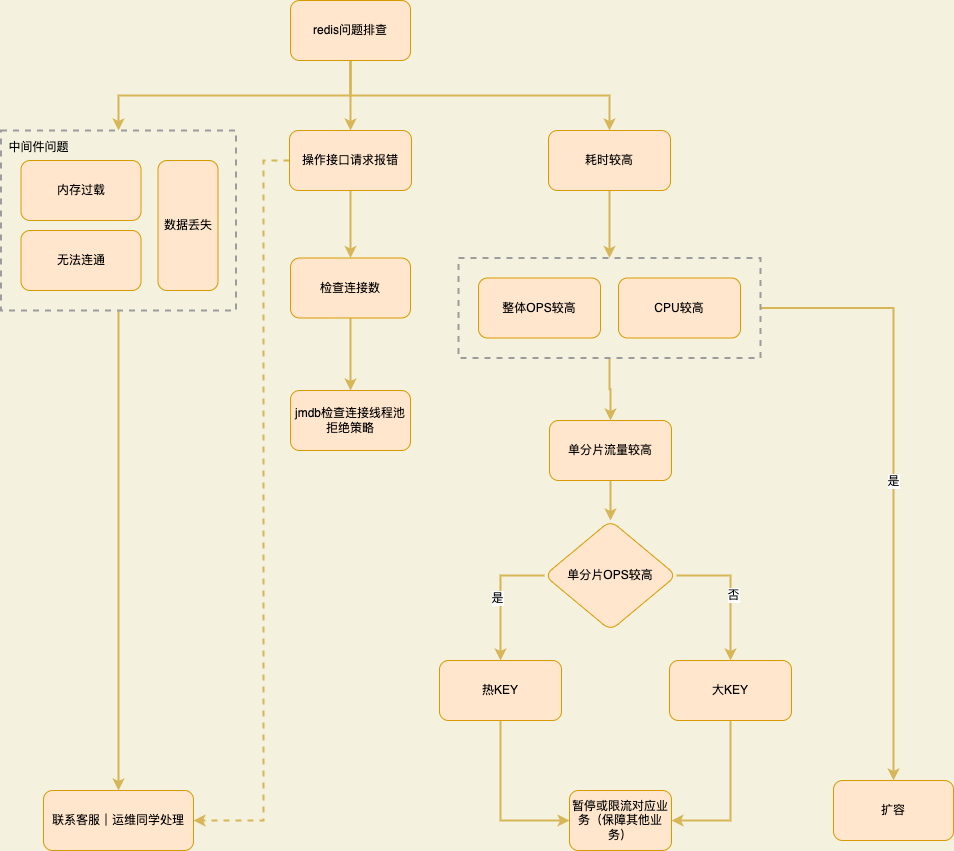 redis问题排查
中间件问题
内存过载
无法连通
数据丢失
操作接口请求报错
检查连接数
jmdb检查连接线程池
拒绝策略
耗时较高
整体OPS较高
CPU较高
单分片流量较高
单分片OPS较高
是
否
是
热KEY
大KEY
联系客服｜运维同学处理
暂停或限流对应业
务（保障其他业
务）
扩容